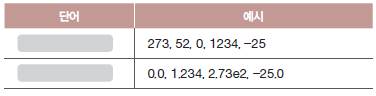 단어 예시
273, 52, 0, 1234, −25
0.0, 1.234, 2.73e2, −25.0